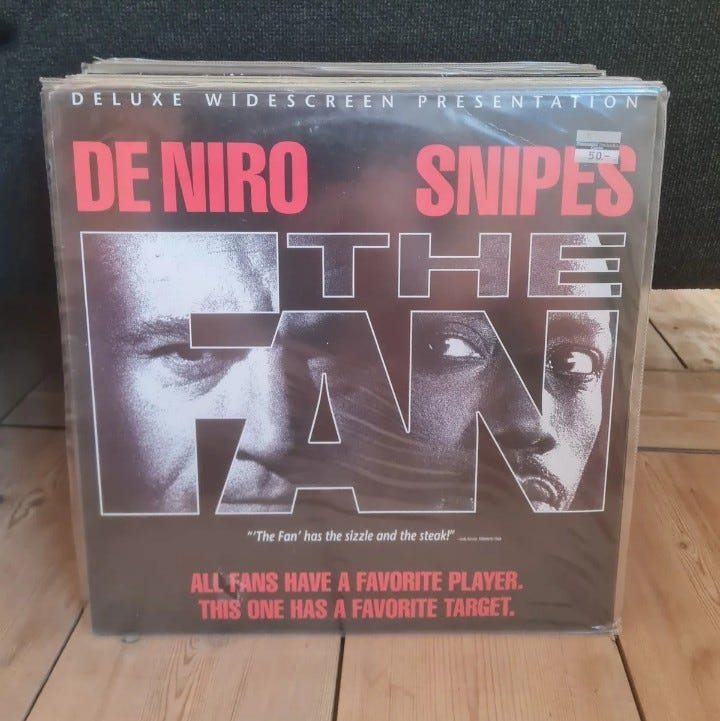 DELUXE WIDESCREEN PRESENTATION
DE NIRO SNIPES
50.-
THE
FAN
"'The Fan' has the sizzle and the steak!"
ALL FANS HAVE A FAVORITE PLAYER.
THIS ONE HAS A FAVORITE TARGET.